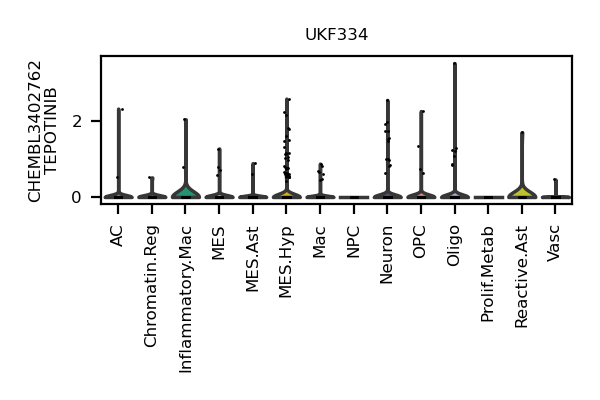 UKF334
CHEMBL3402762
TEPOTINIB
2
0
AC
Chromatin.Reg
Inflammatory.Mac
MES
MES.Ast
MES.Hyp
Mac
NPC
Neuron
OPC
Oligo
Prolif.Metab
Reactive.Ast
Vasc